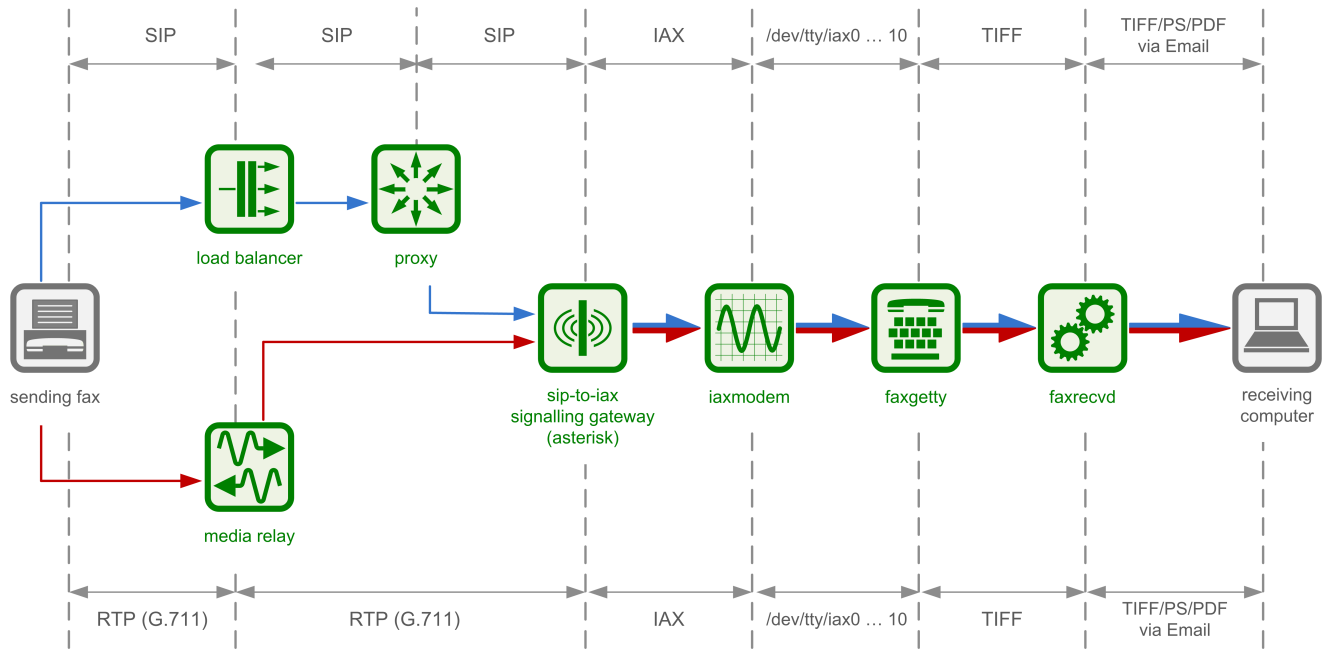 SIP
SIP
SIP
IAX
/dev/tty/iax0 ... 10
TIFF
TIFF/PS/PDF
via Email
load balancer
proxy
sending fax
sip-to-iax
signalling gateway
(asterisk)
iaxmodem
faxgetty
faxrecvd
receiving
computer
media relay
RTP (G.711)
RTP (G.711)
IAX
/dev/tty/iax0 ... 10
TIFF
TIFF/PS/PDF
via Email